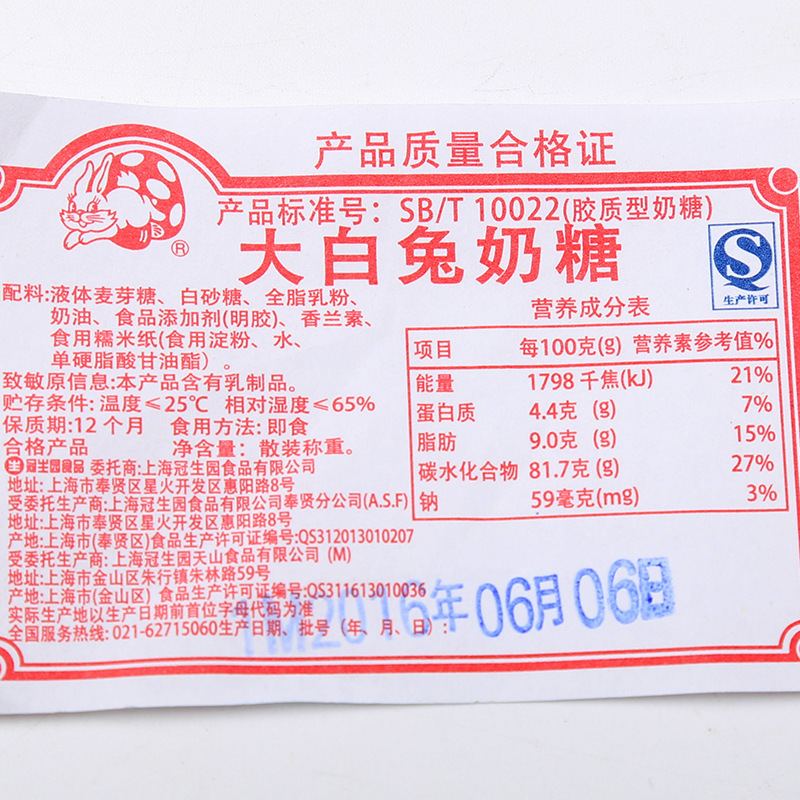 产品质量合格证
产品标准号：SB/T 10022(胶质型奶糖)
大白兔奶糖
®
生产许可
配料:液体麦芽糖、白砂糖、全脂乳粉、
奶油、食品添加剂(明胶)、香兰素、
食用糯米纸(食用淀粉、水、
单硬脂酸甘油酯）。
致敏原信息:本产品含有乳制品。
贮存条件: 温度≤25℃ 相对湿度≤65%
保质期:12个月 食用方法: 即食
合格产品 净含量：散装称重。
营养成分表
项目 每100克(g) 营养素参考值%
能量 1798 千焦(kJ) 21%
蛋白质 4.4克 (g) 7%
脂肪 9.0克 (g) 15%
碳水化合物 81.7克(g) 27%
钠 59毫克(mg) 3%
冠生园食品 委托商:上海冠生园食品有限公司
地址: 上海市奉贤区星火开发区惠阳路8号
受委托生产商:上海冠生园食品有限公司奉贤分公司(A.S.F)
地址:上海市奉贤区星火开发区惠阳路8号
产地:上海市(奉贤区)食品生产许可证编号:QS312013010207
受委托生产商: 上海冠生园天山食品有限公司 (M)
地址:上海市金山区朱行镇朱林路59号
产地:上海市(金山区) 食品生产许可证编号:QS311613010036
实际生产地以生产日期前首位字母代码为准
全国服务热线: 021-62715060生产日期、批号（年、月、日）:
1M2016年06月06日